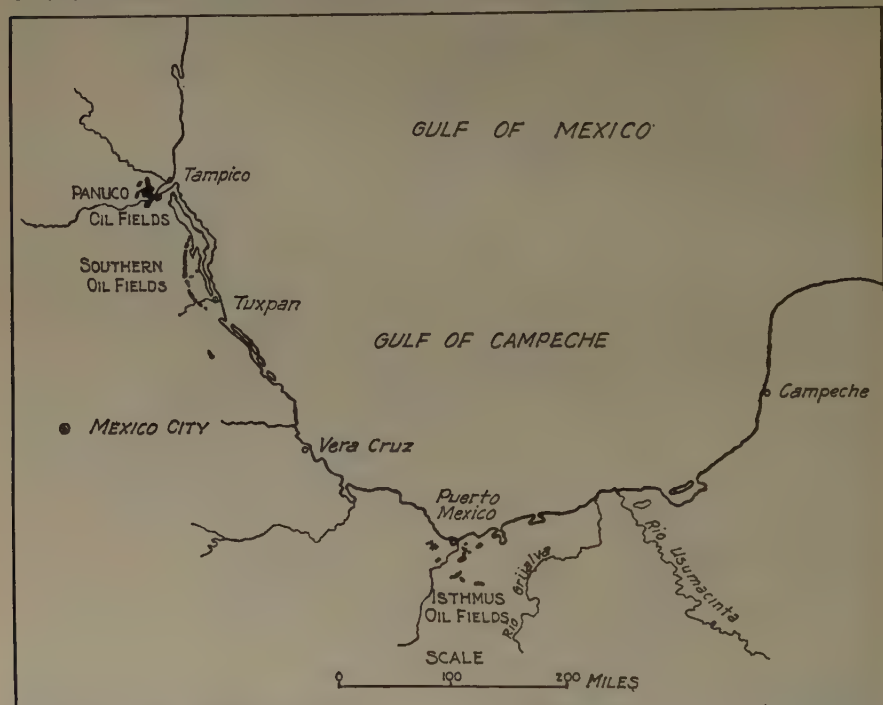 GULF OF MEXICO
Tampico
PANUCO
OIL FIELDS
SOUTHERN
OIL FIELDS
Tuxpan
GULF OF CAMPECHE
Campeche
MEXICO CITY
Vera Cruz
Puerto
Mexico
Rio Grijalva
Rio Usumacinta
ISTHMUS
OIL FIELDS
SCALE
0 100 200 MILES